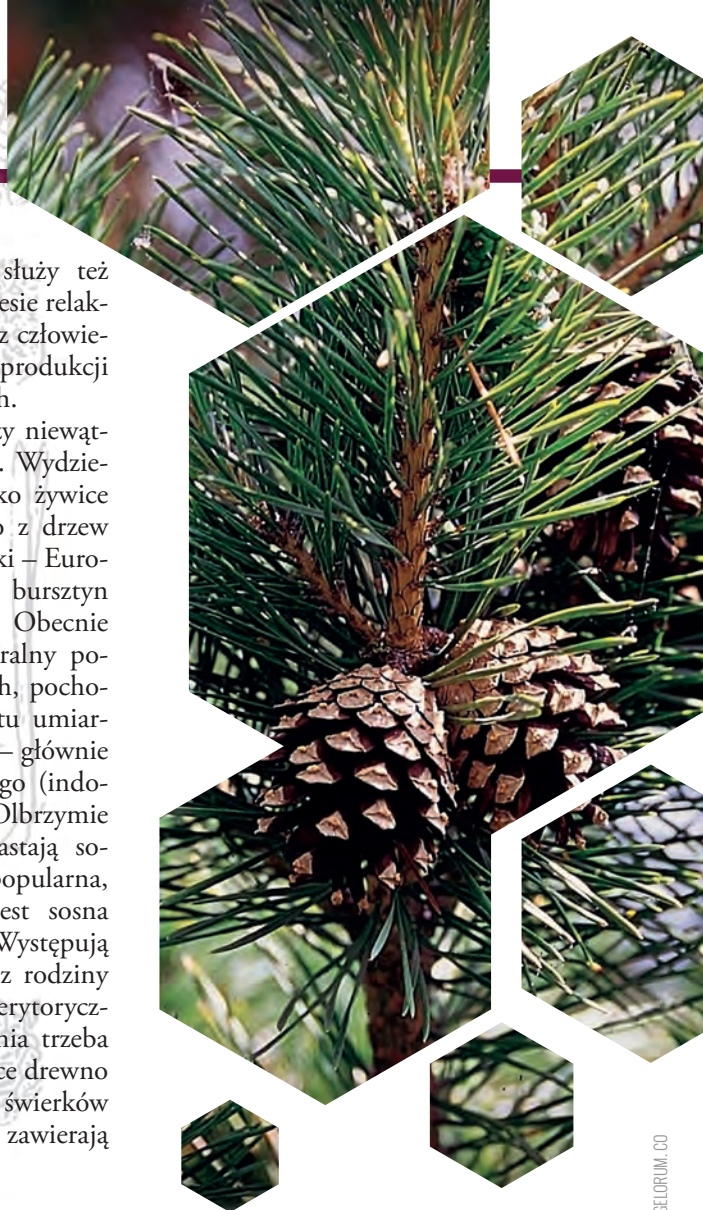 służy też
esie relak-
z człowie-
produkcji
h.
zy niewąt-
. Wydzie-
ko żywice
o z drzew
ki – Euro-
bursztyn
Obecnie
ralny po-
h, pocho-
tu umiar-
– głównie
go (indo-
Olbrzymie
astają so-
popularna,
est sosna
Występują
z rodziny
erytorycz-
nia trzeba
ce drewno
świerków
zawierają
GELORUM.CO